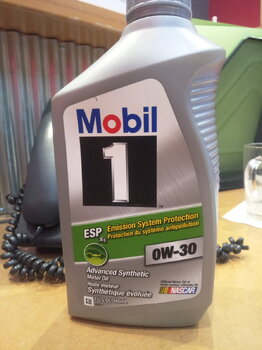 Mobil
1
ESP
Emission System Protection
Protection du système antipollution
0W-30
Advanced Synthetic
Motor Oil
Huile moteur
Synthétique évoluée
NASCAR